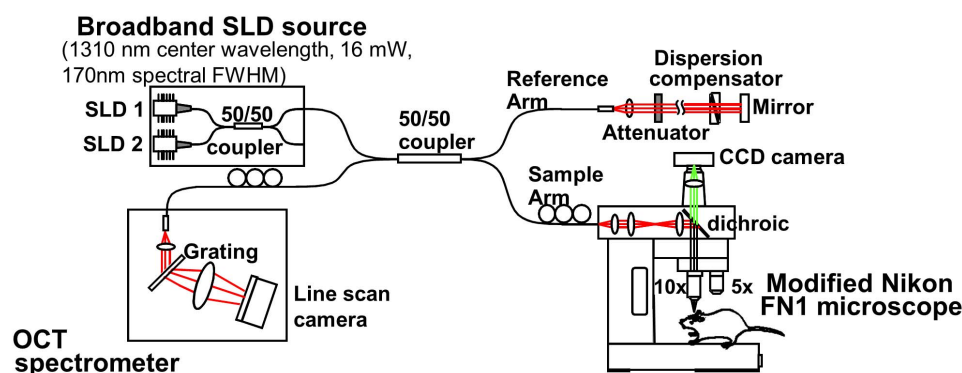 Broadband SLD source
(1310 nm center wavelength, 16 mW,
170nm spectral FWHM)
SLD 1
50/50
SLD 2
coupler
50/50
coupler
Reference
Arm
Dispersion
compensator
Mirror
Attenuator
CCD camera
Sample
Arm
dichroic
Grating
Line scan
camera
10x
5x
Modified Nikon
FN1 microscope
OCT
spectrometer